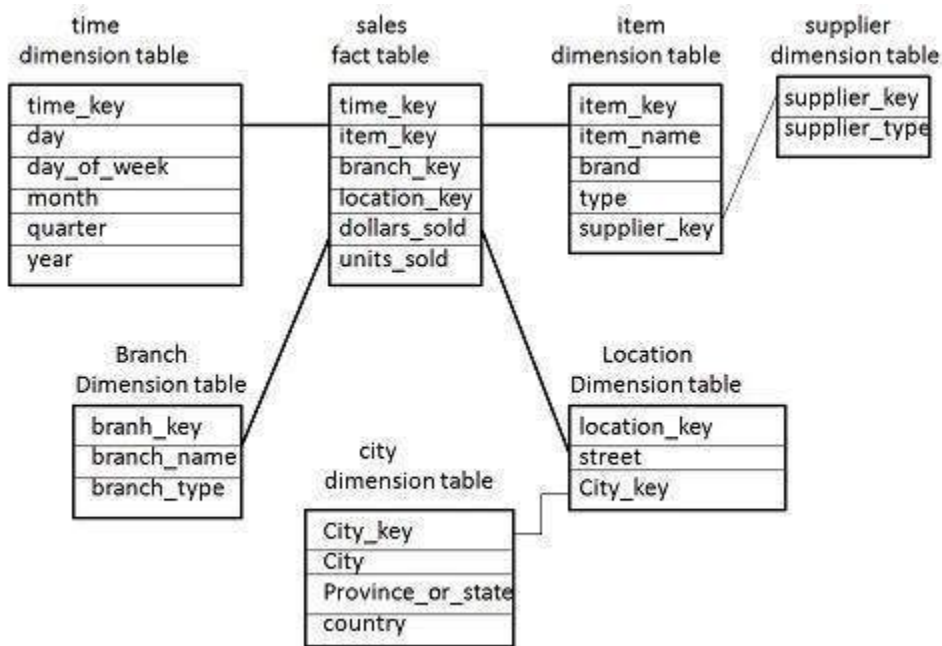 time
dimension table
time_key
day
day_of_week
month
quarter
year
sales
fact table
time_key
item_key
branch_key
location_key
dollars_sold
units_sold
item
dimension table
item_key
item_name
brand
type
supplier_key
supplier
dimension table
supplier_key
supplier_type
Branch
Dimension table
branh_key
branch_name
branch_type
city
dimension table
City_key
City
Province_or_state
country
Location
Dimension table
location_key
street
City_key